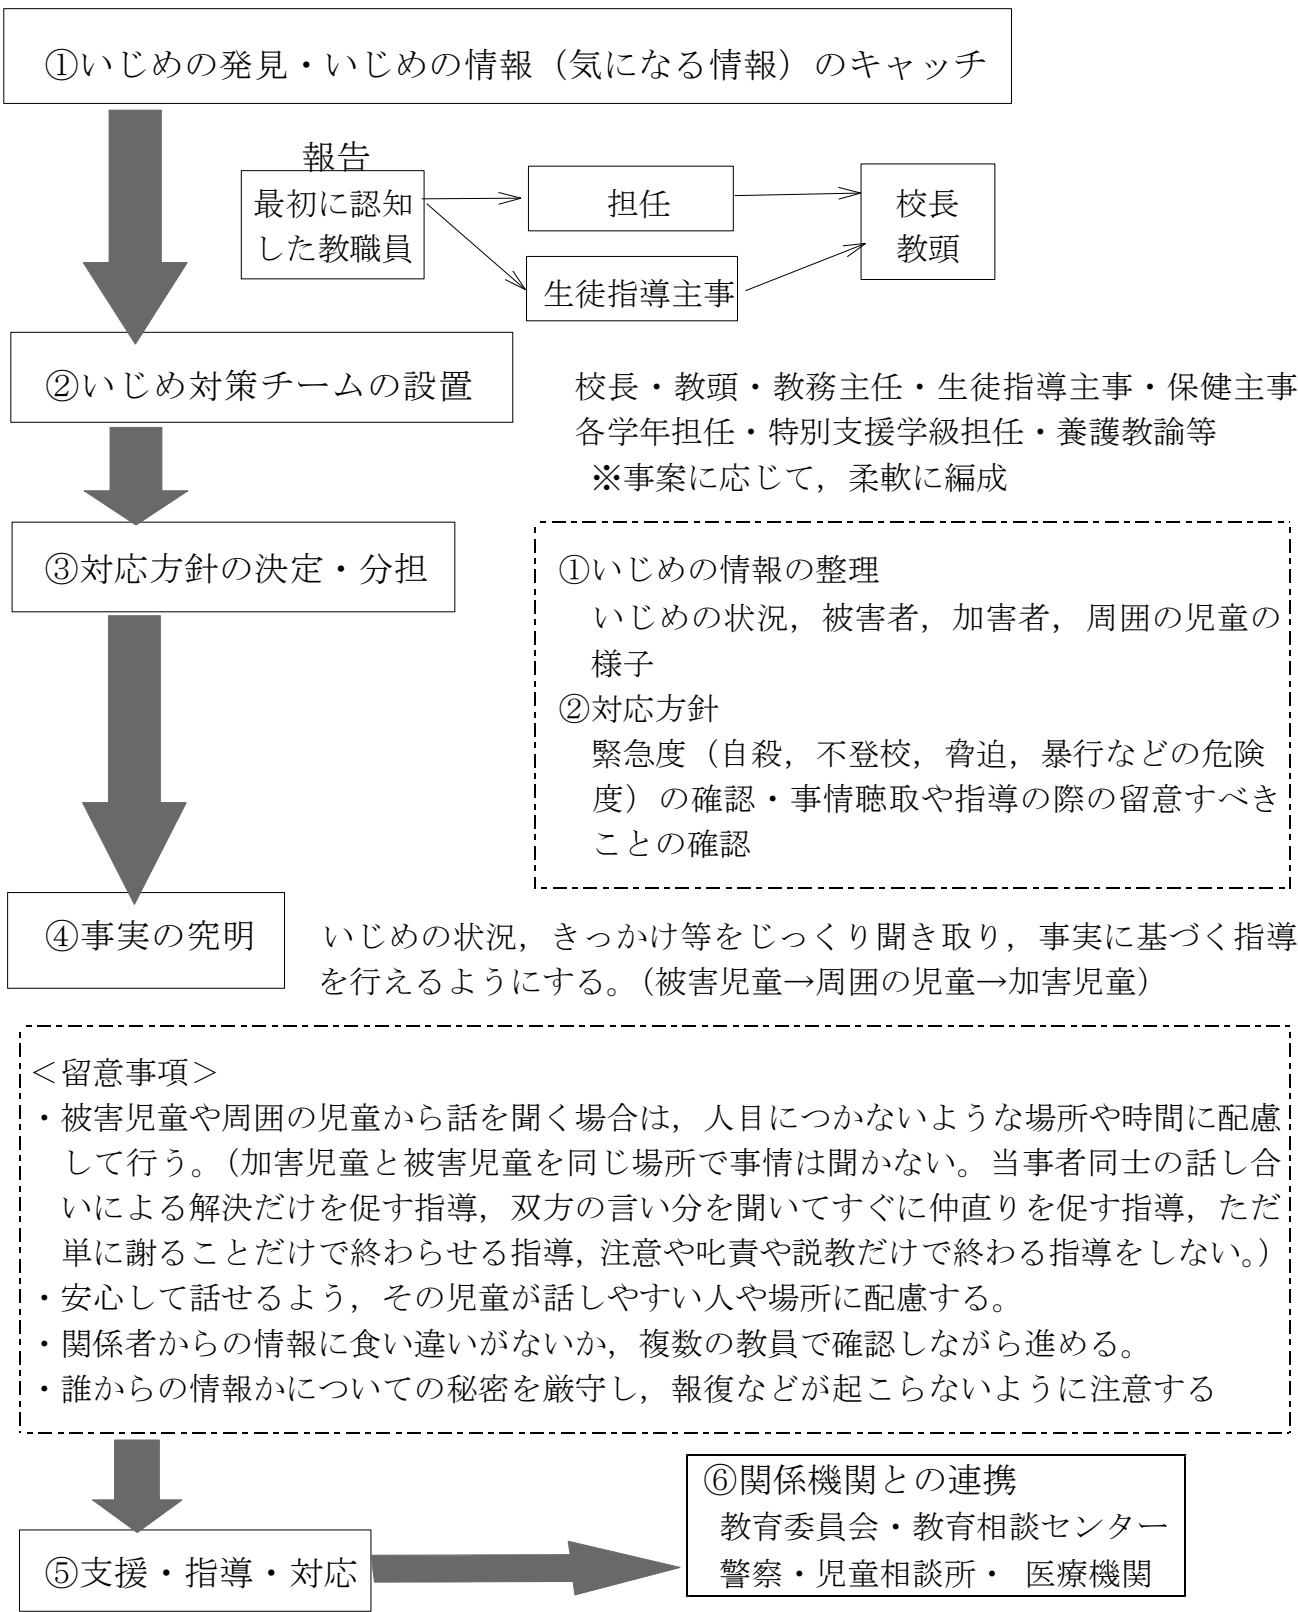 ①いじめの発見・いじめの情報（気になる情報）のキャッチ
報告
最初に認知
した教職員
担任
生徒指導主事
校長
教頭
②いじめ対策チームの設置
校長・教頭・教務主任・生徒指導主事・保健主事
各学年担任・特別支援学級担任・養護教諭等
※事案に応じて，柔軟に編成
③対応方針の決定・分担
①いじめの情報の整理
いじめの状況，被害者，加害者，周囲の児童の
様子
②対応方針
緊急度（自殺，不登校，脅迫，暴行などの危険
度）の確認・事情聴取や指導の際の留意すべき
ことの確認
④事実の究明
いじめの状況，きっかけ等をじっくり聞き取り，事実に基づく指導
を行えるようにする。（被害児童→周囲の児童→加害児童）
＜留意事項＞
・被害児童や周囲の児童から話を聞く場合は，人目につかないような場所や時間に配慮
して行う。（加害児童と被害児童を同じ場所で事情は聞かない。当事者同士の話し合
いによる解決だけを促す指導，双方の言い分を聞いてすぐに仲直りを促す指導，ただ
単に謝ることだけで終わらせる指導，注意や叱責や説教だけで終わる指導をしない。）
・安心して話せるよう，その児童が話しやすい人や場所に配慮する。
・関係者からの情報に食い違いがないか，複数の教員で確認しながら進める。
・誰からの情報かについての秘密を厳守し，報復などが起こらないように注意する
⑤支援・指導・対応
⑥関係機関との連携
教育委員会・教育相談センター
警察・児童相談所・ 医療機関